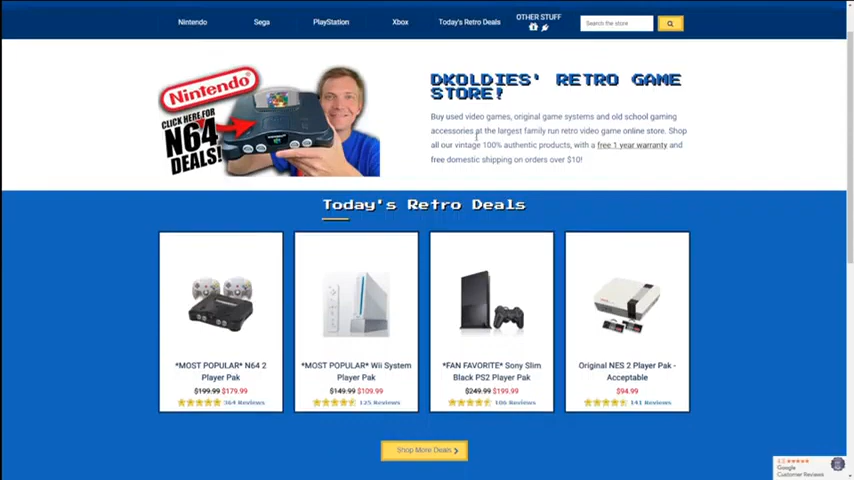 Nintendo
Sega
PlayStation
Xbox
Today's Retro Deals
OTHER STUFF
Search the store
Nintendo
CLICK HERE FOR
N64
DEALS!
DKOLDIES' RETRO GAME
STORE!
Buy used video games, original game systems and old school gaming
accessories at the largest family run retro video game online store. Shop
all our vintage 100% authentic products, with a free 1 year warranty and
free domestic shipping on orders over $10!
Today's Retro Deals
*MOST POPULAR* N64 2
Player Pak
$199.99 $179.99
364 Reviews
*MOST POPULAR* Wii System
Player Pak
$149.99 $109.99
125 Reviews
*FAN FAVORITE* Sony Slim
Black PS2 Player Pak
$249.99 $199.99
106 Reviews
Original NES 2 Player Pak -
Acceptable
$94.99
141 Reviews
Shop More Deals
Google
Customer Reviews